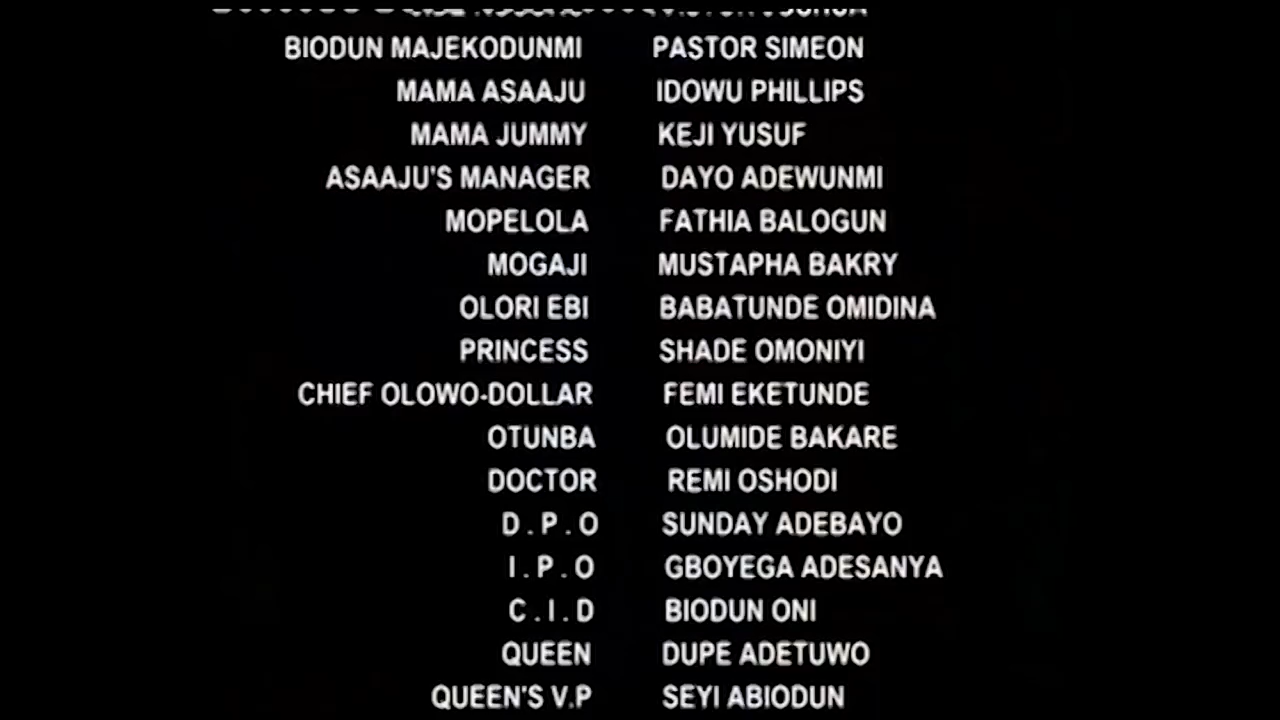 BIODUN MAJEKODUNMI PASTOR SIMEON
MAMA ASAAJU IDOWU PHILLIPS
MAMA JUMMY KEJI YUSUF
ASAAJU'S MANAGER DAYO ADEWUNMI
MOPELOLA FATHIA BALOGUN
MOGAJI MUSTAPHA BAKRY
OLORI EBI BABATUNDE OMIDINA
PRINCESS SHADE OMONIYI
CHIEF OLOWO-DOLLAR FEMI EKETUNDE
OTUNBA OLUMIDE BAKARE
DOCTOR REMI OSHODI
D . P . O SUNDAY ADEBAYO
I . P . O GBOYEGA ADESANYA
C . I . D BIODUN ONI
QUEEN DUPE ADETUWO
QUEEN'S V.P SEYI ABIODUN